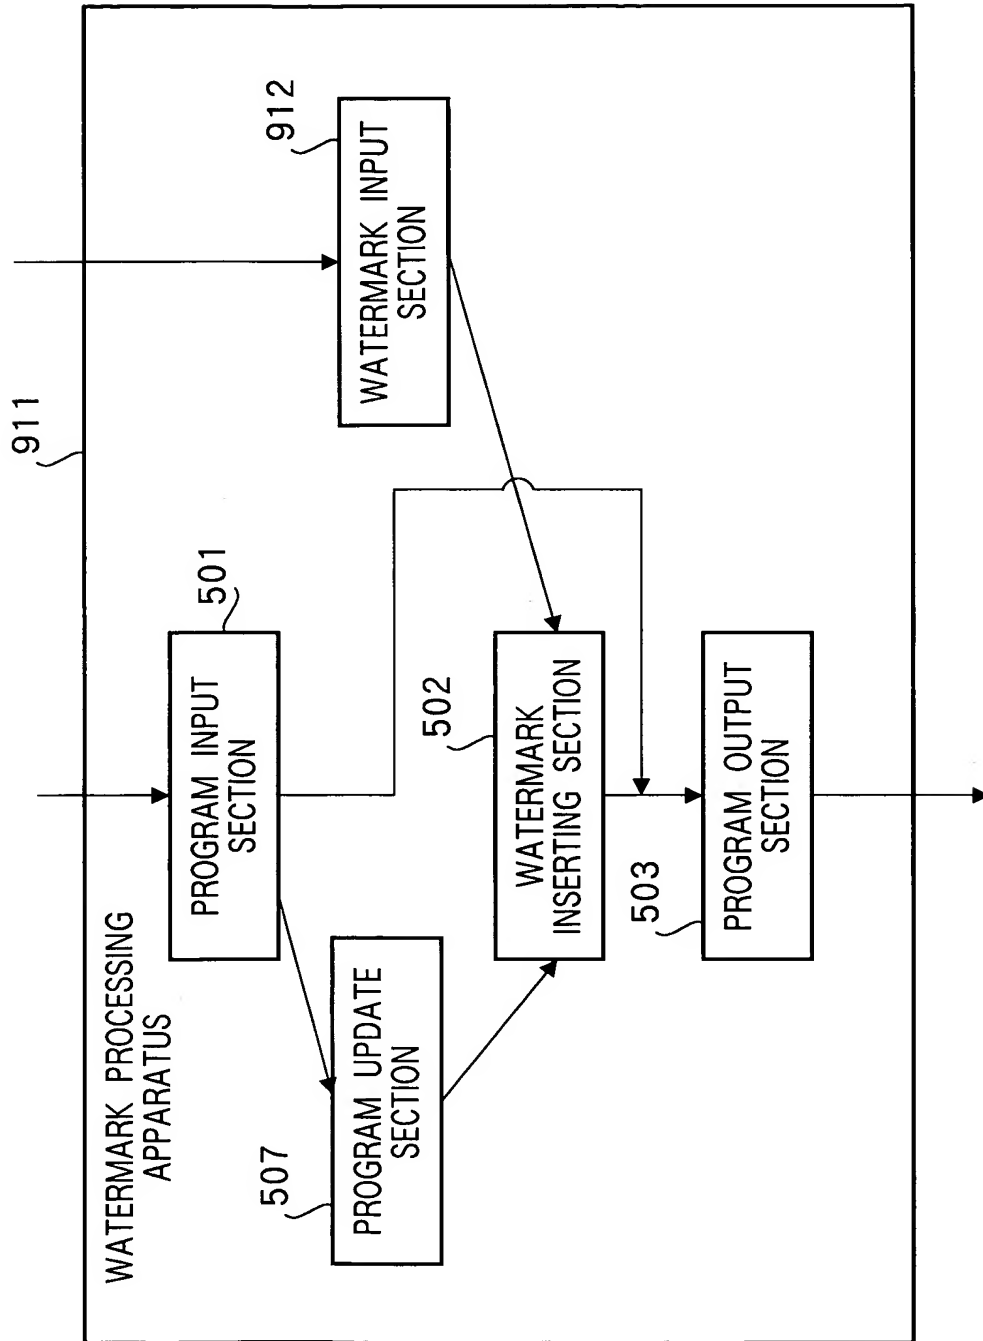 WATERMARK PROCESSING
APPARATUS
911
501
PROGRAM INPUT
SECTION
912
WATERMARK INPUT
SECTION
507
PROGRAM UPDATE
SECTION
502
WATERMARK
INSERTING SECTION
503
PROGRAM OUTPUT
SECTION